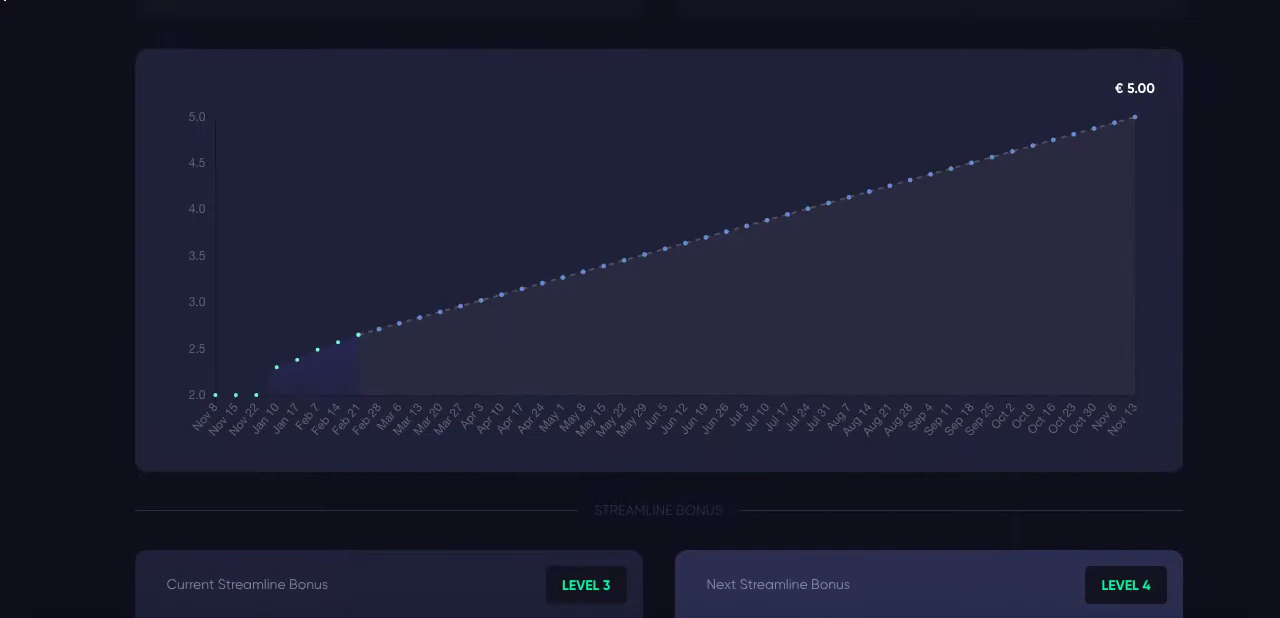 € 5.00
5.0
4.5
4.0
3.5
3.0
2.5
2.0
Nov 8
Nov 15
Nov 22
Jan 10
Jan 17
Feb 7
Feb 14
Feb 21
Feb 28
Mar 6
Mar 13
Mar 20
Mar 27
Apr 3
Apr 10
Apr 17
Apr 24
May 1
May 8
May 15
May 22
May 29
Jun 5
Jun 12
Jun 19
Jun 26
Jul 3
Jul 10
Jul 17
Jul 24
Jul 31
Aug 7
Aug 14
Aug 21
Aug 28
Sep 4
Sep 11
Sep 18
Sep 25
Oct 2
Oct 9
Oct 16
Oct 23
Oct 30
Nov 6
Nov 13
STREAMLINE BONUS
Current Streamline Bonus
LEVEL 3
Next Streamline Bonus
LEVEL 4